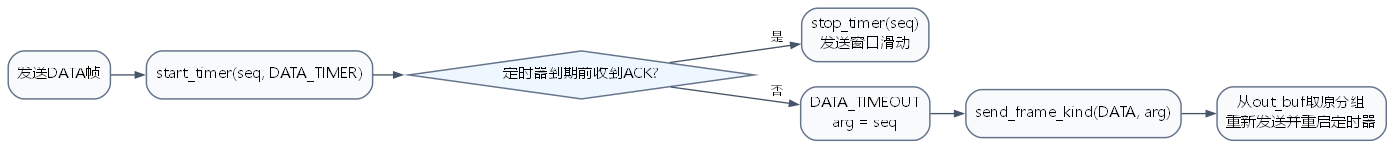 发送DATA帧
start_timer(seq, DATA_TIMER)
定时器到期前收到ACK?
是
stop_timer(seq)
发送窗口滑动
否
DATA_TIMEOUT
arg = seq
send_frame_kind(DATA, arg)
从out_buf取原分组
重新发送并重启定时器